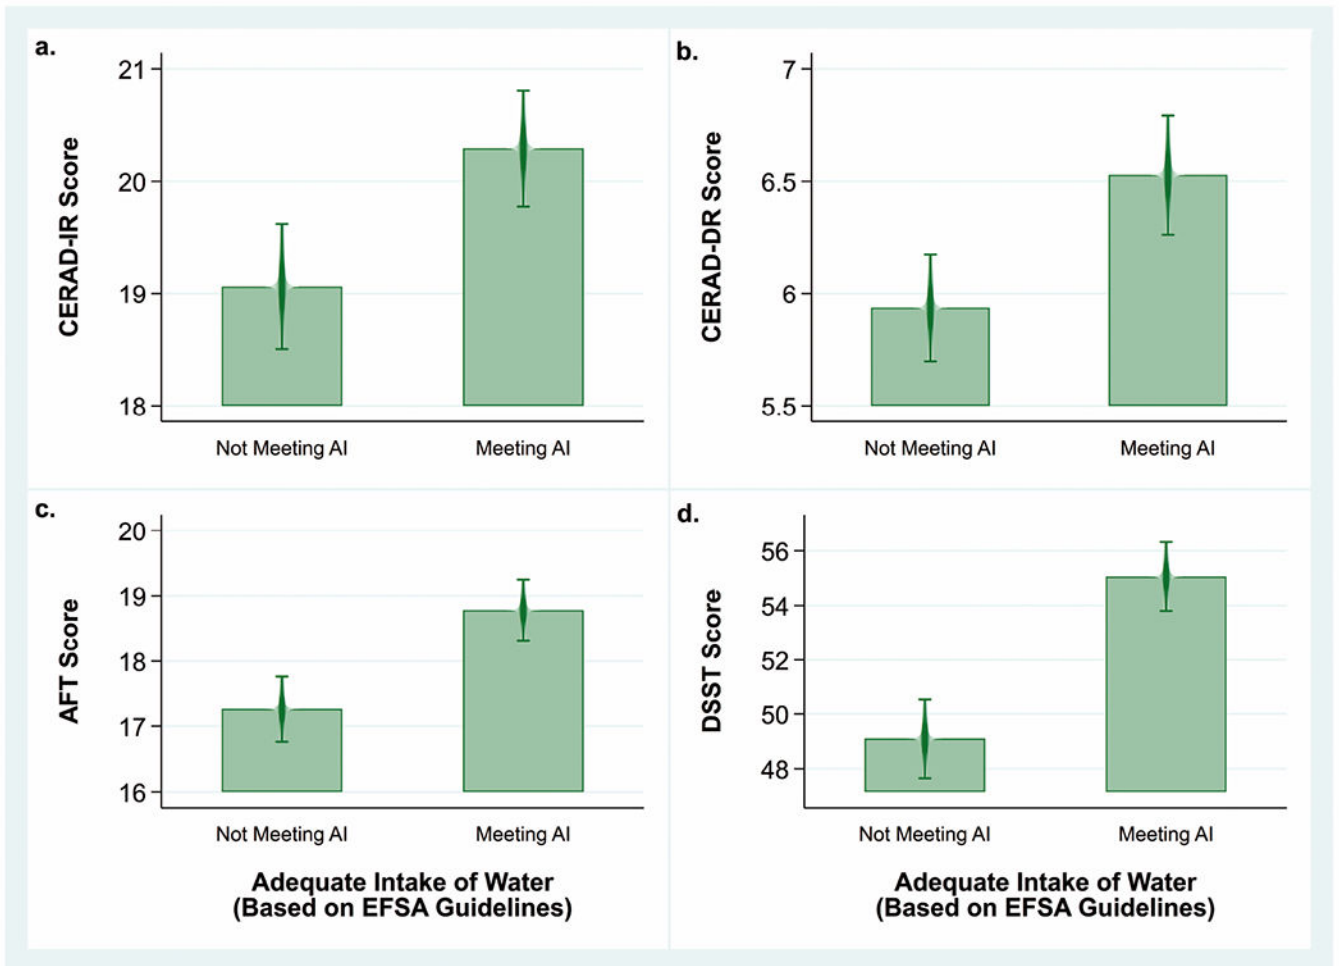 a.
CERAD-IR Score
21
20
19
18
Not Meeting AI
Meeting AI
b.
CERAD-DR Score
7
6.5
6
5.5
Not Meeting AI
Meeting AI
c.
AFT Score
20
19
18
17
16
Not Meeting AI
Meeting AI
Adequate Intake of Water
(Based on EFSA Guidelines)
d.
DSST Score
56
54
52
50
48
Not Meeting AI
Meeting AI
Adequate Intake of Water
(Based on EFSA Guidelines)